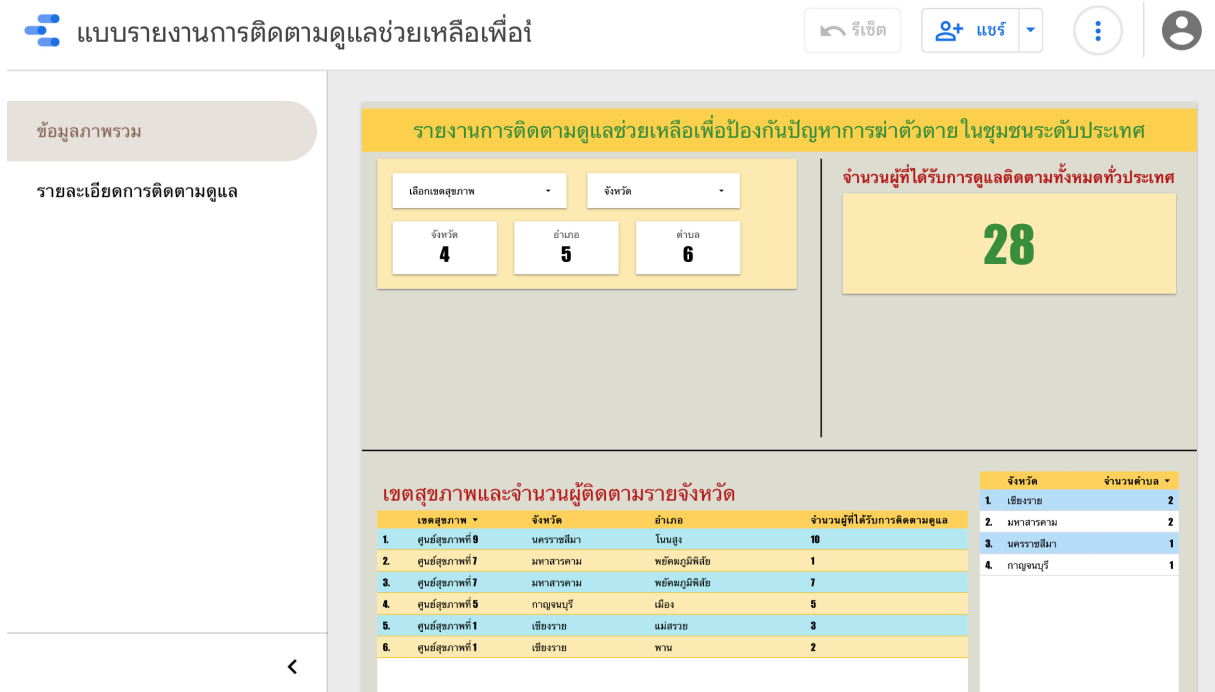 แบบรายงานการติดตามดูแลช่วยเหลือเพื่อป
รีเซ็ต
แชร์
ข้อมูลภาพรวม
รายละเอียดการติดตามดูแล
รายงานการติดตามดูแลช่วยเหลือเพื่อป้องกันปัญหาการฆ่าตัวตาย ในชุมชนระดับประเทศ
เลือกเขตสุขภาพ จังหวัด
จังหวัด อำเภอ ตำบล
4 5 6
จำนวนผู้ที่ได้รับการดูแลติดตามทั้งหมดทั่วประเทศ
28
เขตสุขภาพและจำนวนผู้ติดตามรายจังหวัด
เขตสุขภาพ จังหวัด อำเภอ จำนวนผู้ที่ได้รับการติดตามดูแล
1. ศูนย์สุขภาพที่ 9 นครราชสีมา โนนสูง 10
2. ศูนย์สุขภาพที่ 7 มหาสารคาม พยัคฆภูมิพิสัย 1
3. ศูนย์สุขภาพที่ 7 มหาสารคาม พยัคฆภูมิพิสัย 7
4. ศูนย์สุขภาพที่ 5 กาญจนบุรี เมือง 5
5. ศูนย์สุขภาพที่ 1 เชียงราย แม่สรวย 3
6. ศูนย์สุขภาพที่ 1 เชียงราย พาน 2
จังหวัด จำนวนตำบล
1. เชียงราย 2
2. มหาสารคาม 2
3. นครราชสีมา 1
4. กาญจนบุรี 1